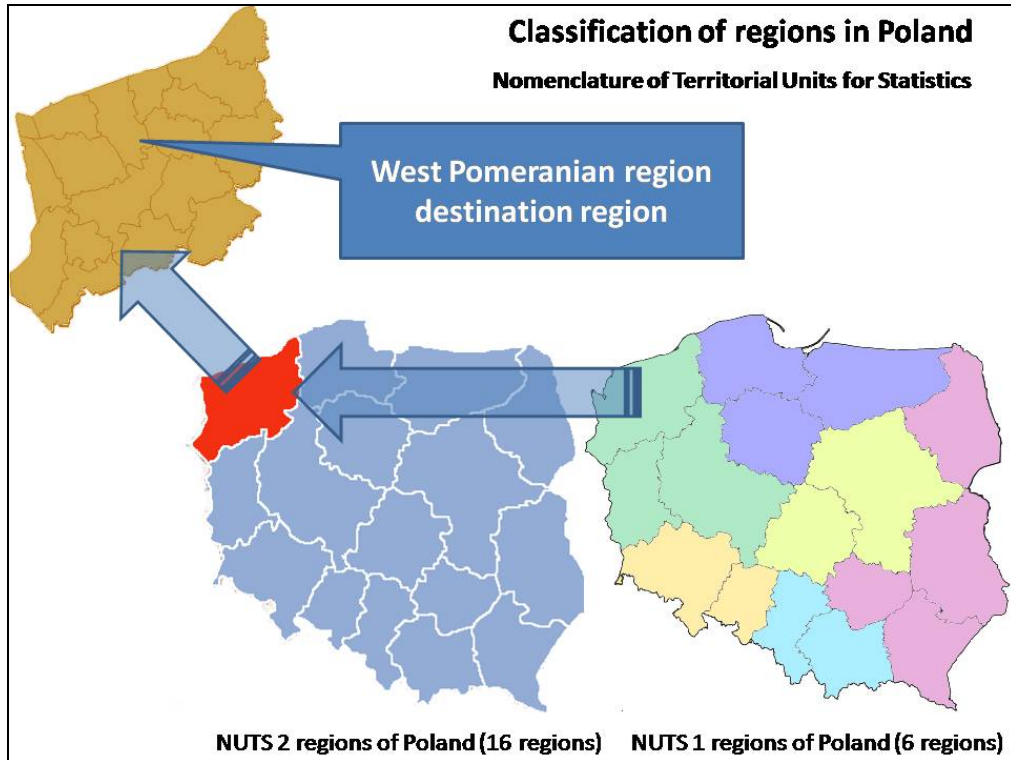 Classification of regions in Poland
Nomenclature of Territorial Units for Statistics
West Pomeranian region
destination region
NUTS 2 regions of Poland (16 regions)
NUTS 1 regions of Poland (6 regions)